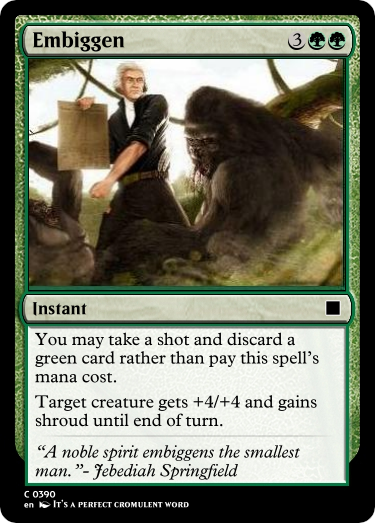 Embiggen 3
Instant
You may take a shot and discard a
green card rather than pay this spell's
mana cost.
Target creature gets +4/+4 and gains
shroud until end of turn.
"A noble spirit embiggens the smallest
man."- Jebediah Springfield
C 0390
en IT'S A PERFECT CROMULENT WORD